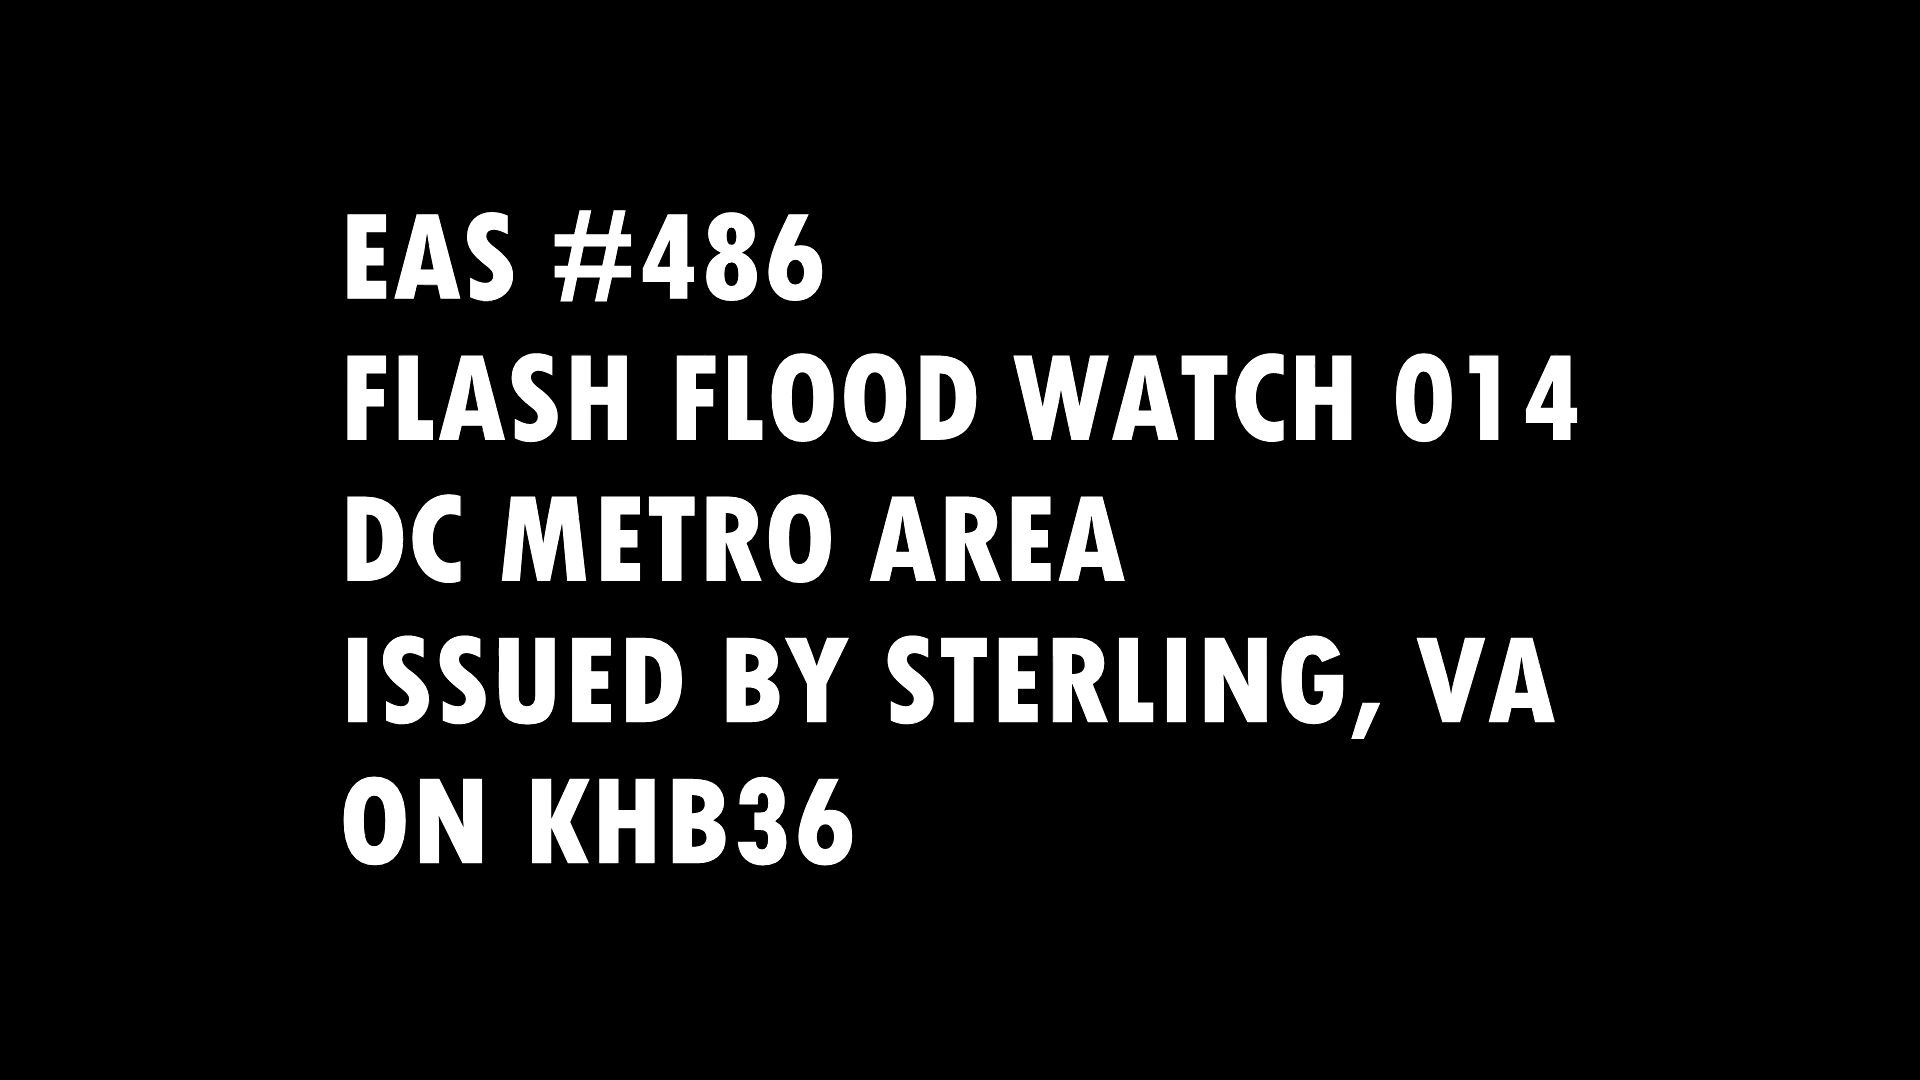 EAS #486
FLASH FLOOD WATCH 014
DC METRO AREA
ISSUED BY STERLING, VA
ON KHB36